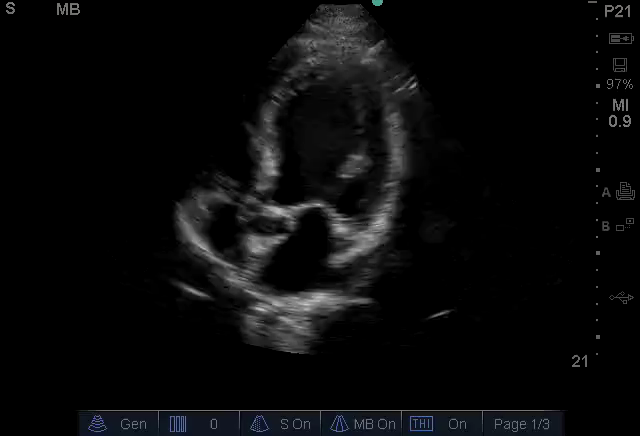 S MB P21
97%
MI
0.9
A
B
21
Gen 0 S On MB On THI On Page 1/3